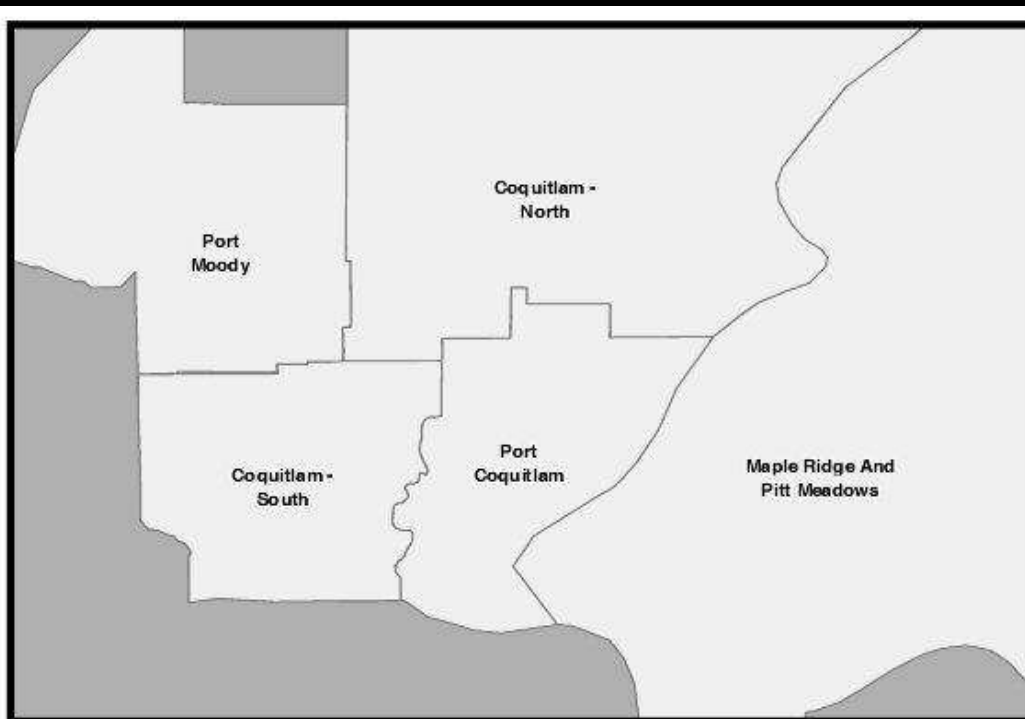 Coquitlam -
North
Port
Moody
Port
Coquitlam
Coquitlam -
South
Maple Ridge And
Pitt Meadows